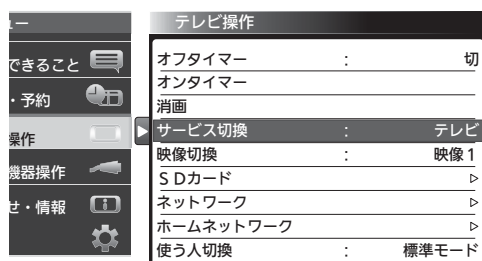 ュー
できること
・予約
操作
機器操作
せ・情報
テレビ操作
オフタイマー : 切
オンタイマー
消画
サービス切換 : テレビ
映像切換 : 映像1
SDカード
ネットワーク
ホームネットワーク
使う人切換 : 標準モード